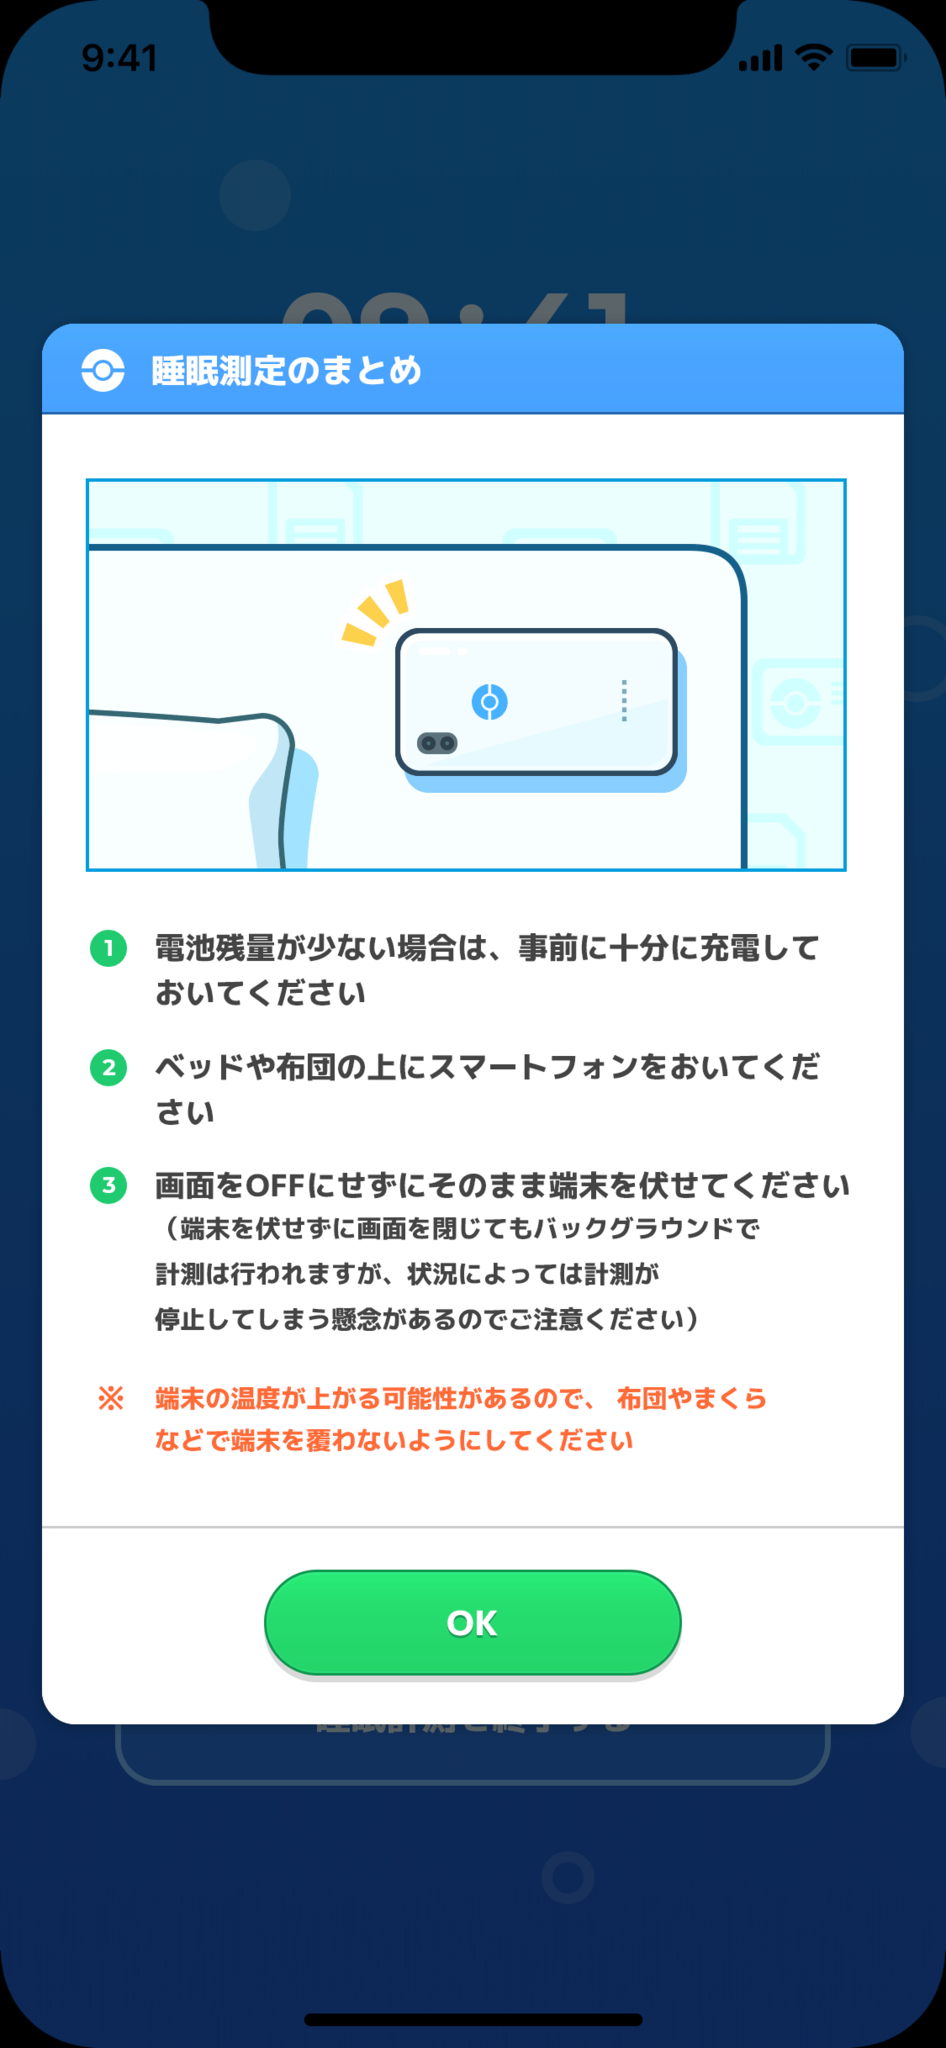 9:41
睡眠測定のまとめ
1 電池残量が少ない場合は、事前に十分に充電して
おいてください
2 ベッドや布団の上にスマートフォンをおいてくだ
さい
3 画面をOFFにせずにそのまま端末を伏せてください
（端末を伏せずに画面を閉じてもバックグラウンドで
計測は行われますが、状況によっては計測が
停止してしまう懸念があるのでご注意ください）
※ 端末の温度が上がる可能性があるので、 布団やまくら
などで端末を覆わないようにしてください
OK